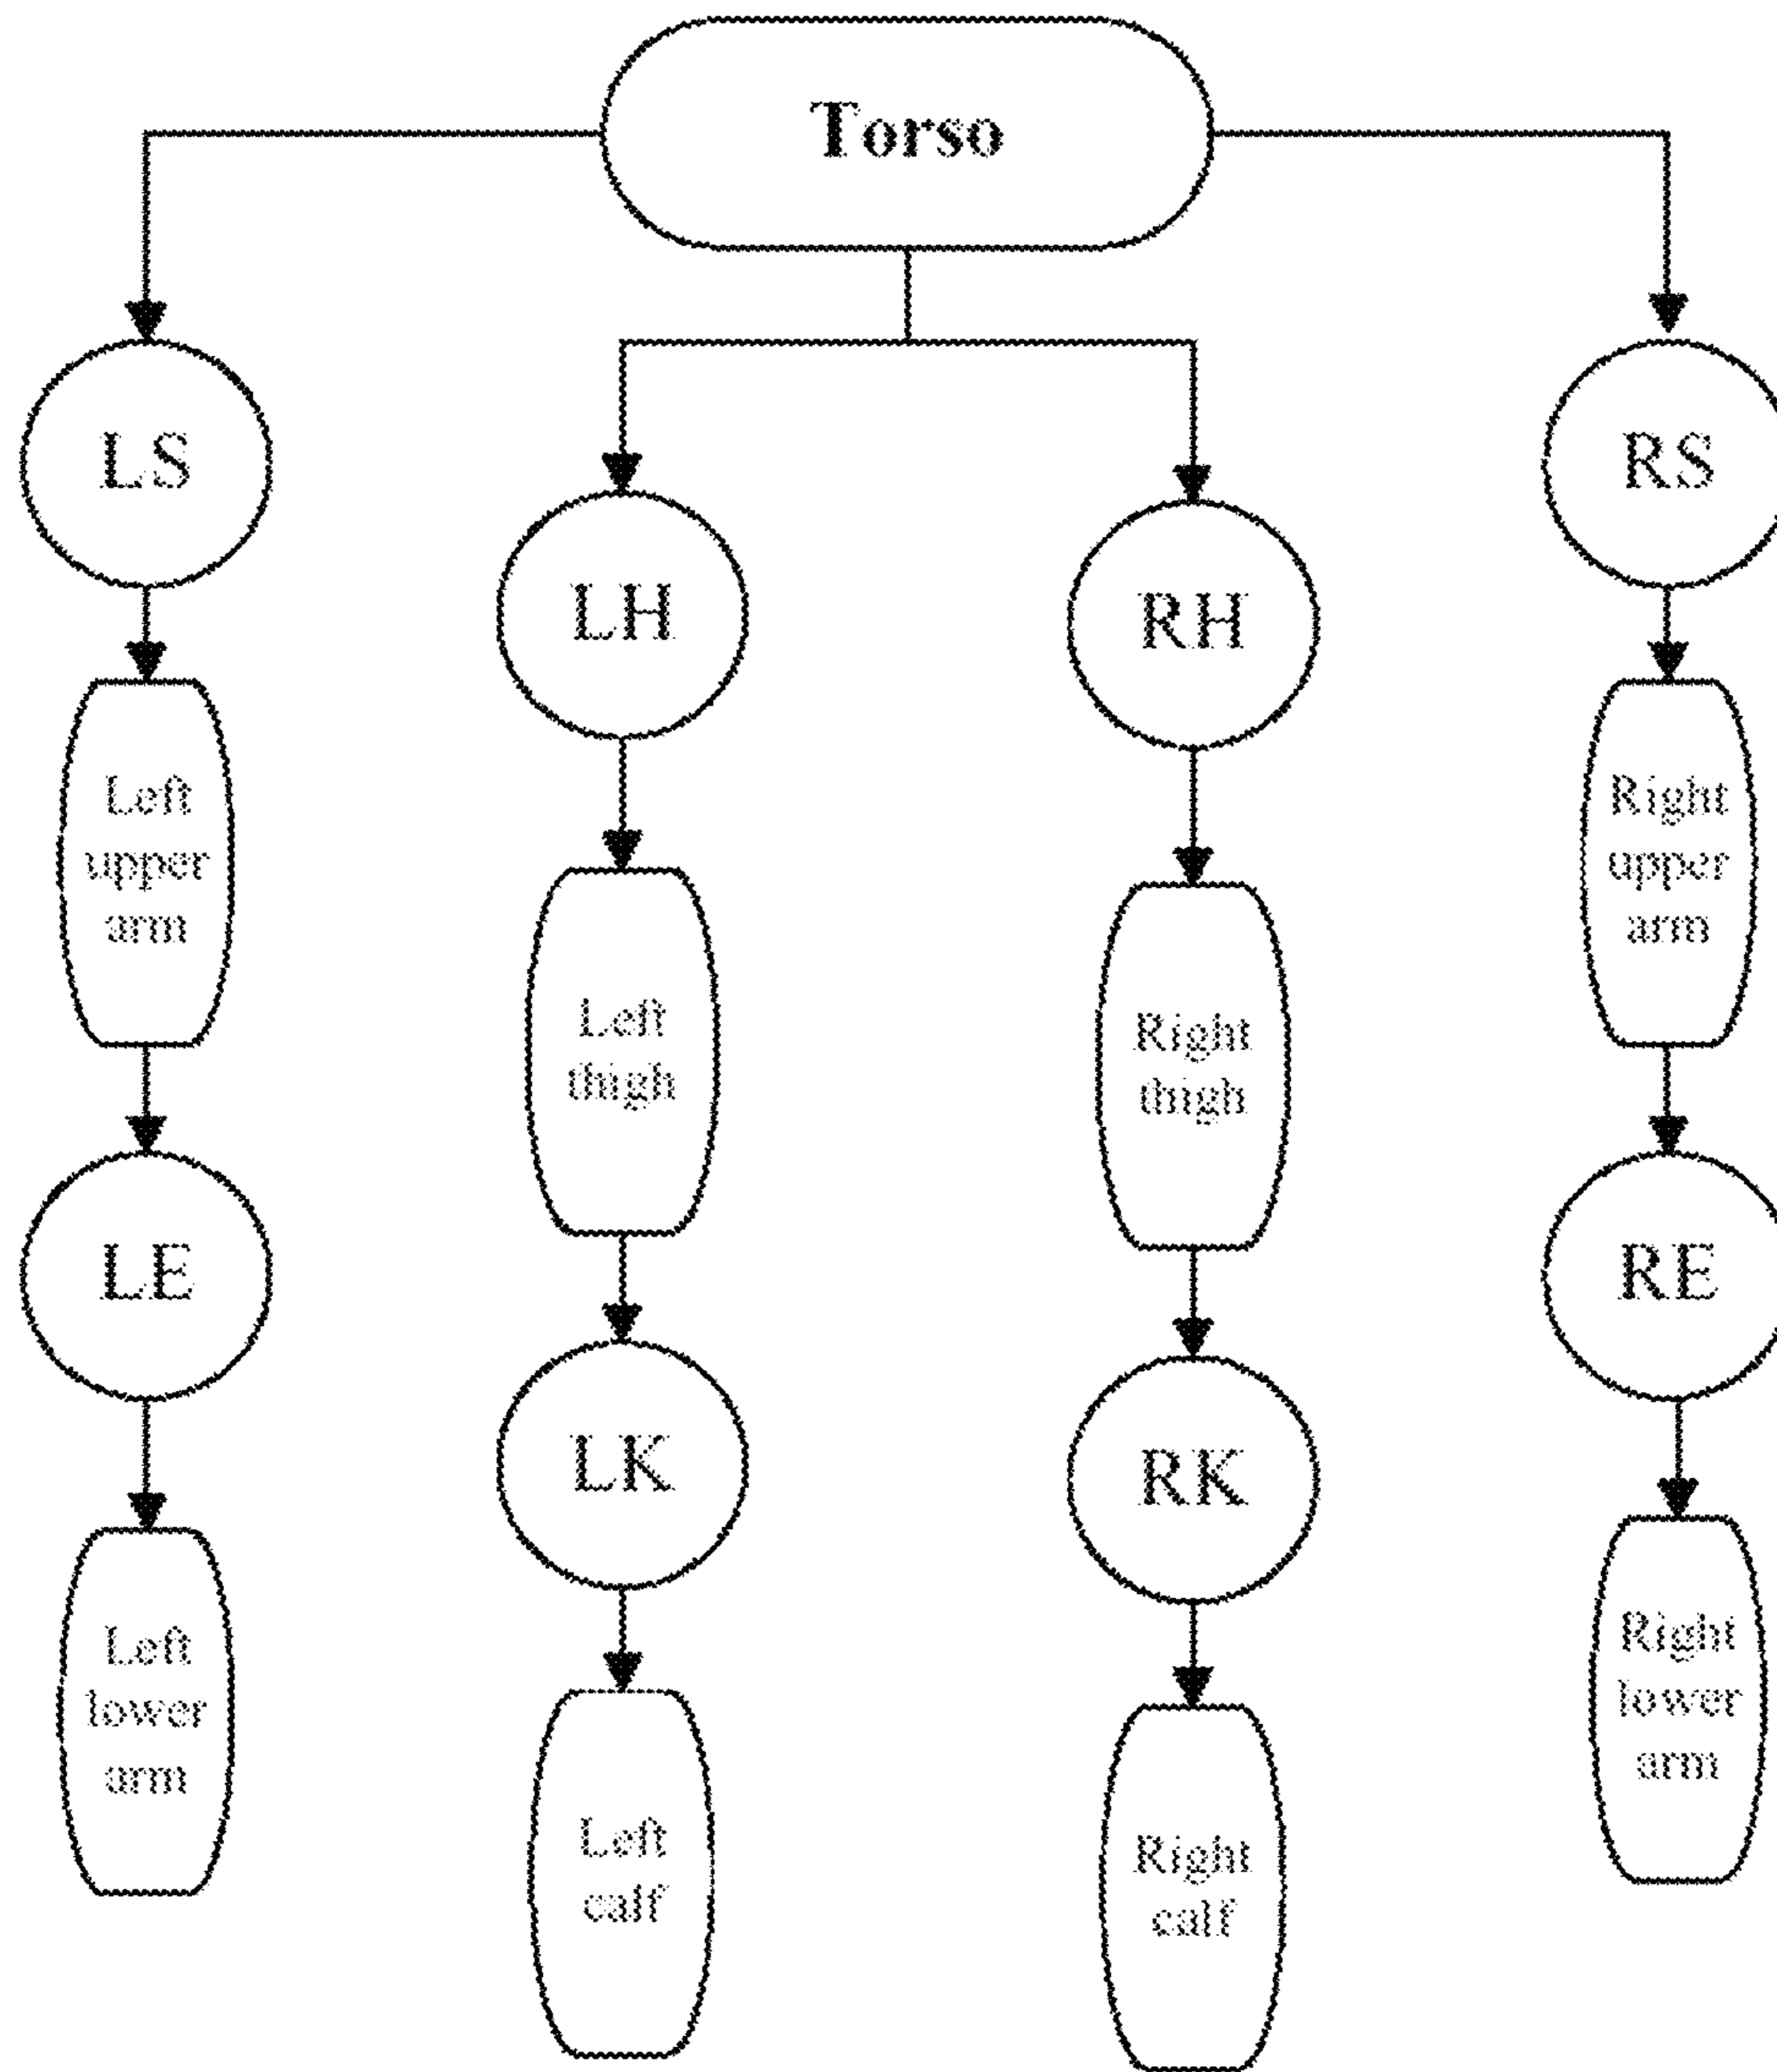 Torso
LS
RS
LH
RH
Left
upper
arm
Right
upper
arm
Left
thigh
Right
thigh
LE
RE
LK
RK
Left
lower
arm
Right
lower
arm
Left
calf
Right
calf